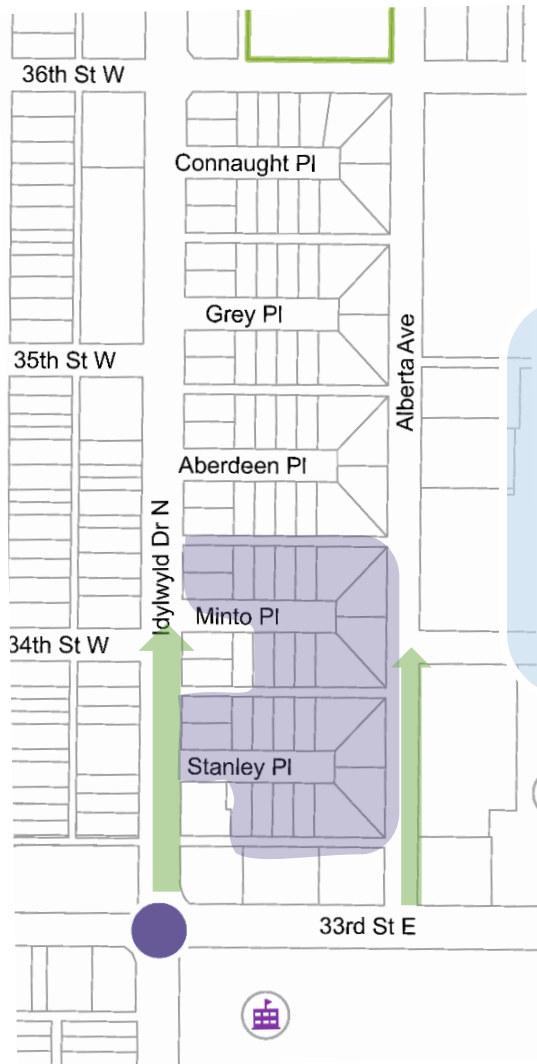 36th St W
Connaught Pl
Grey Pl
35th St W
Alberta Ave
Aberdeen Pl
Idylwyld Dr N
Minto Pl
34th St W
Stanley Pl
33rd St E